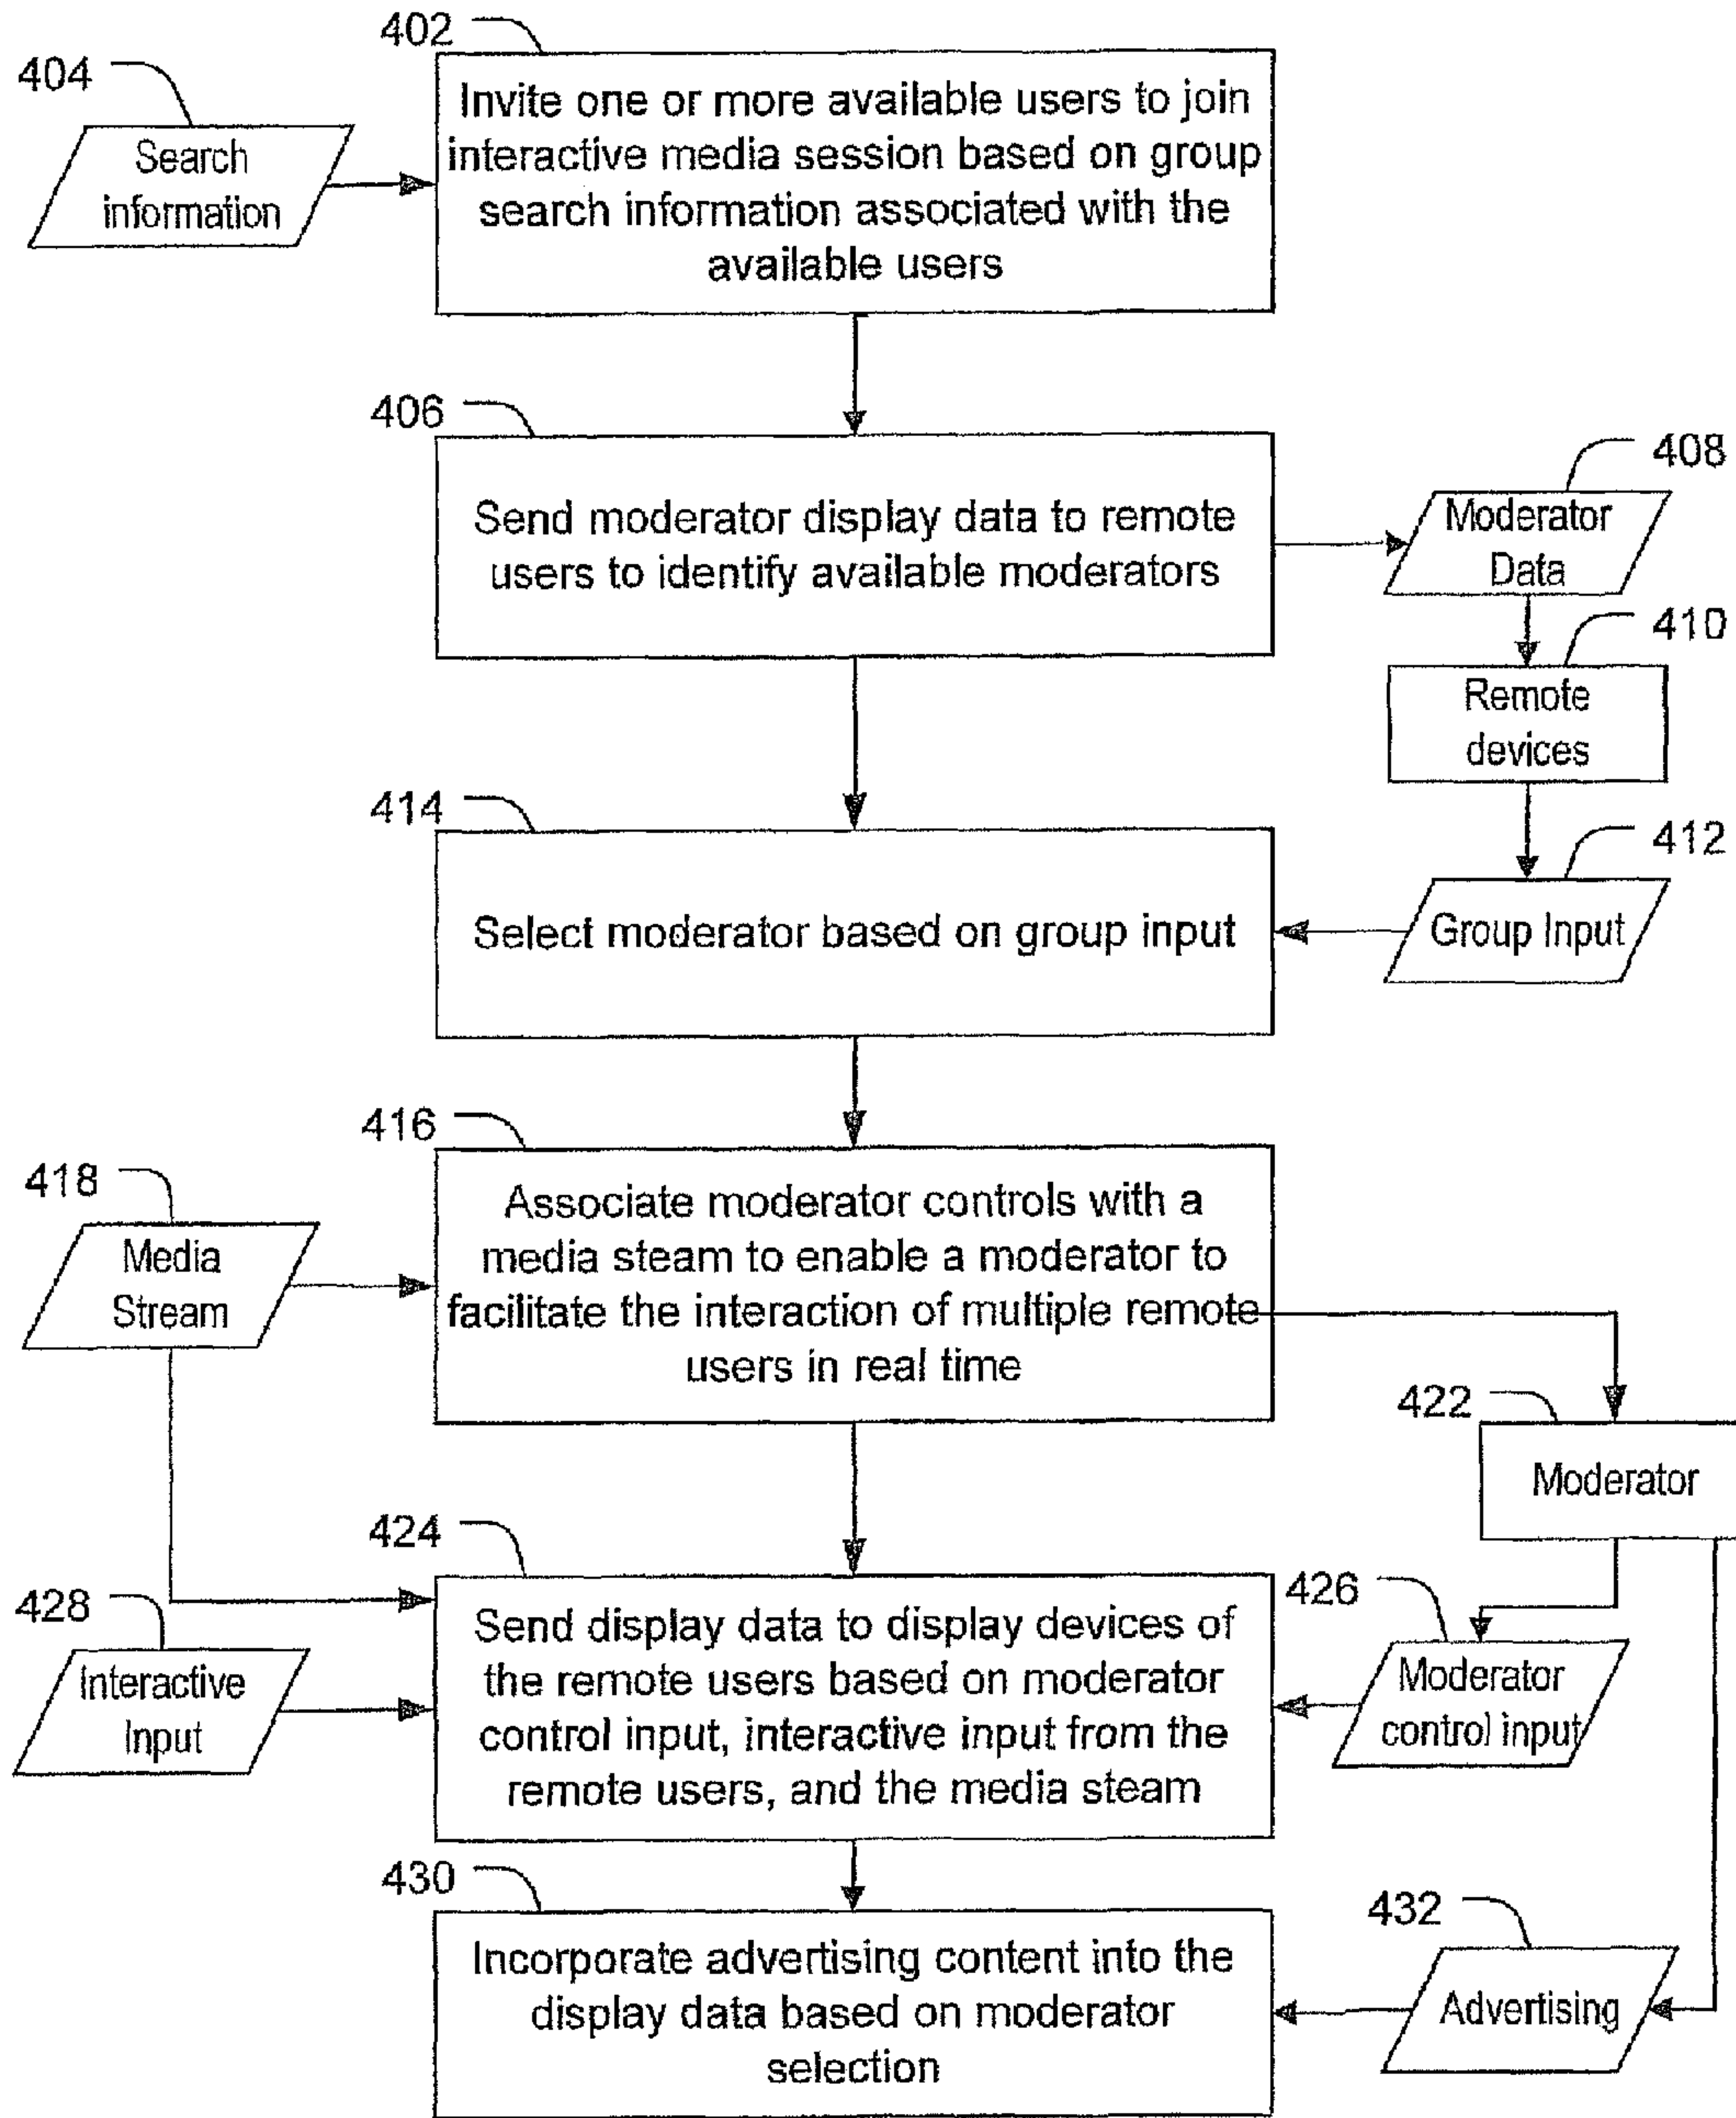 402
404
Search
information
Invite one or more available users to join
interactive media session based on group
search information associated with the
available users
406
Send moderator display data to remote
users to identify available moderators
408
Moderator
Data
410
Remote
devices
412
Group Input
414
Select moderator based on group input
416
418
Media
Stream
Associate moderator controls with a
media steam to enable a moderator to
facilitate the interaction of multiple remote
users in real time
422
Moderator
424
428
Interactive
Input
Send display data to display devices of
the remote users based on moderator
control input, interactive input from the
remote users, and the media steam
426
Moderator
control input
430
Incorporate advertising content into the
display data based on moderator
selection
432
Advertising